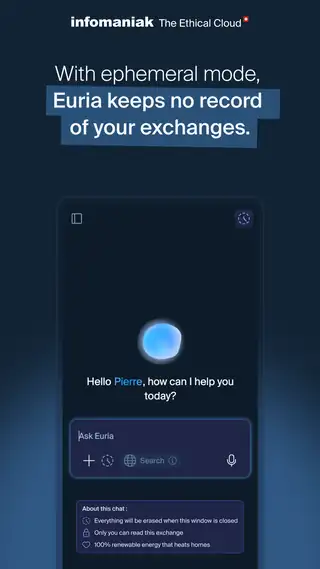 infomaniak The Ethical Cloud
With ephemeral mode,
Euria keeps no record
of your exchanges.
Hello Pierre, how can I help you
today?
Ask Euria
Search
About this chat :
Everything will be erased when this window is closed
Only you can read this exchange
100% renewable energy that heats homes